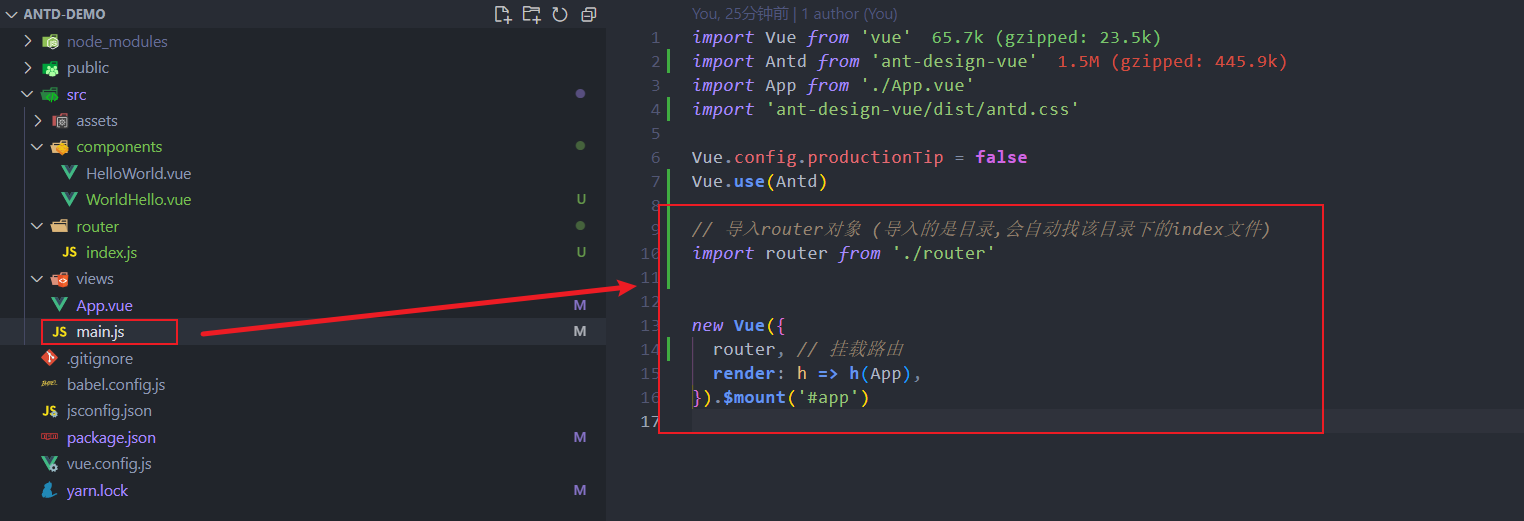 ANTD-DEMO
node_modules
public
src
assets
components
HelloWorld.vue
WorldHello.vue U
router
JS index.js U
views
App.vue M
JS main.js M
.gitignore
babel.config.js
JS jsconfig.json
package.json M
vue.config.js
yarn.lock M
You, 25分钟前 | 1 author (You)
1 import Vue from 'vue' 65.7k (gzipped: 23.5k)
2 import Antd from 'ant-design-vue' 1.5M (gzipped: 445.9k)
3 import App from './App.vue'
4 import 'ant-design-vue/dist/antd.css'
5
6 Vue.config.productionTip = false
7 Vue.use(Antd)
8
9 // 导入router对象 (导入的是目录,会自动找该目录下的index文件)
10 import router from './router'
11
12
13 new Vue({
14 router, // 挂载路由
15 render: h => h(App),
16 }).$mount('#app')
17